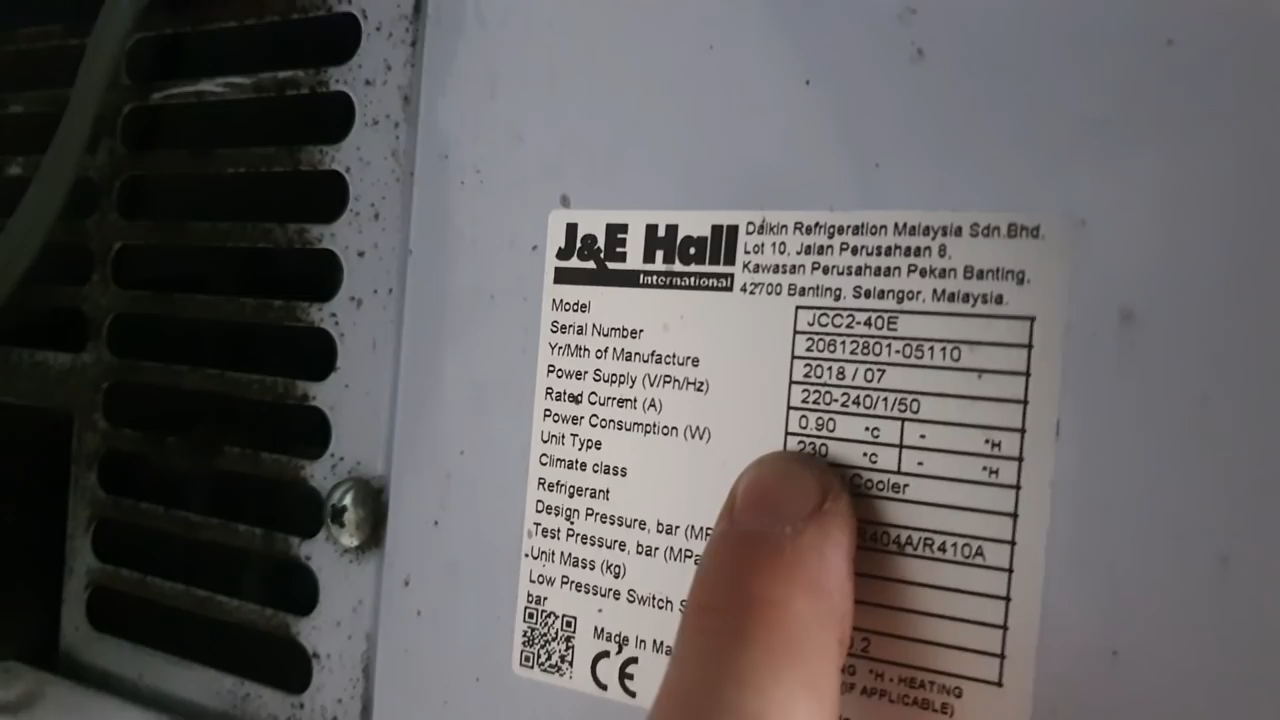 J&E Hall
International
Daikin Refrigeration Malaysia Sdn.Bhd.
Lot 10, Jalan Perusahaan 8,
Kawasan Perusahaan Pekan Banting,
42700 Banting, Selangor, Malaysia.
Model JCC2-40E
Serial Number 20612801-05110
Yr/Mth of Manufacture 2018 / 07
Power Supply (V/Ph/Hz) 220-240/1/50
Rated Current (A) 0.90 *C - *H
Power Consumption (W) 230 *C - *H
Unit Type Cooler
Climate class
Refrigerant R404A/R410A
Design Pressure, bar
Test Pressure, bar (MPa
Unit Mass (kg)
Low Pressure Switch
bar
Made In
CE
*H - HEATING
(IF APPLICABLE)